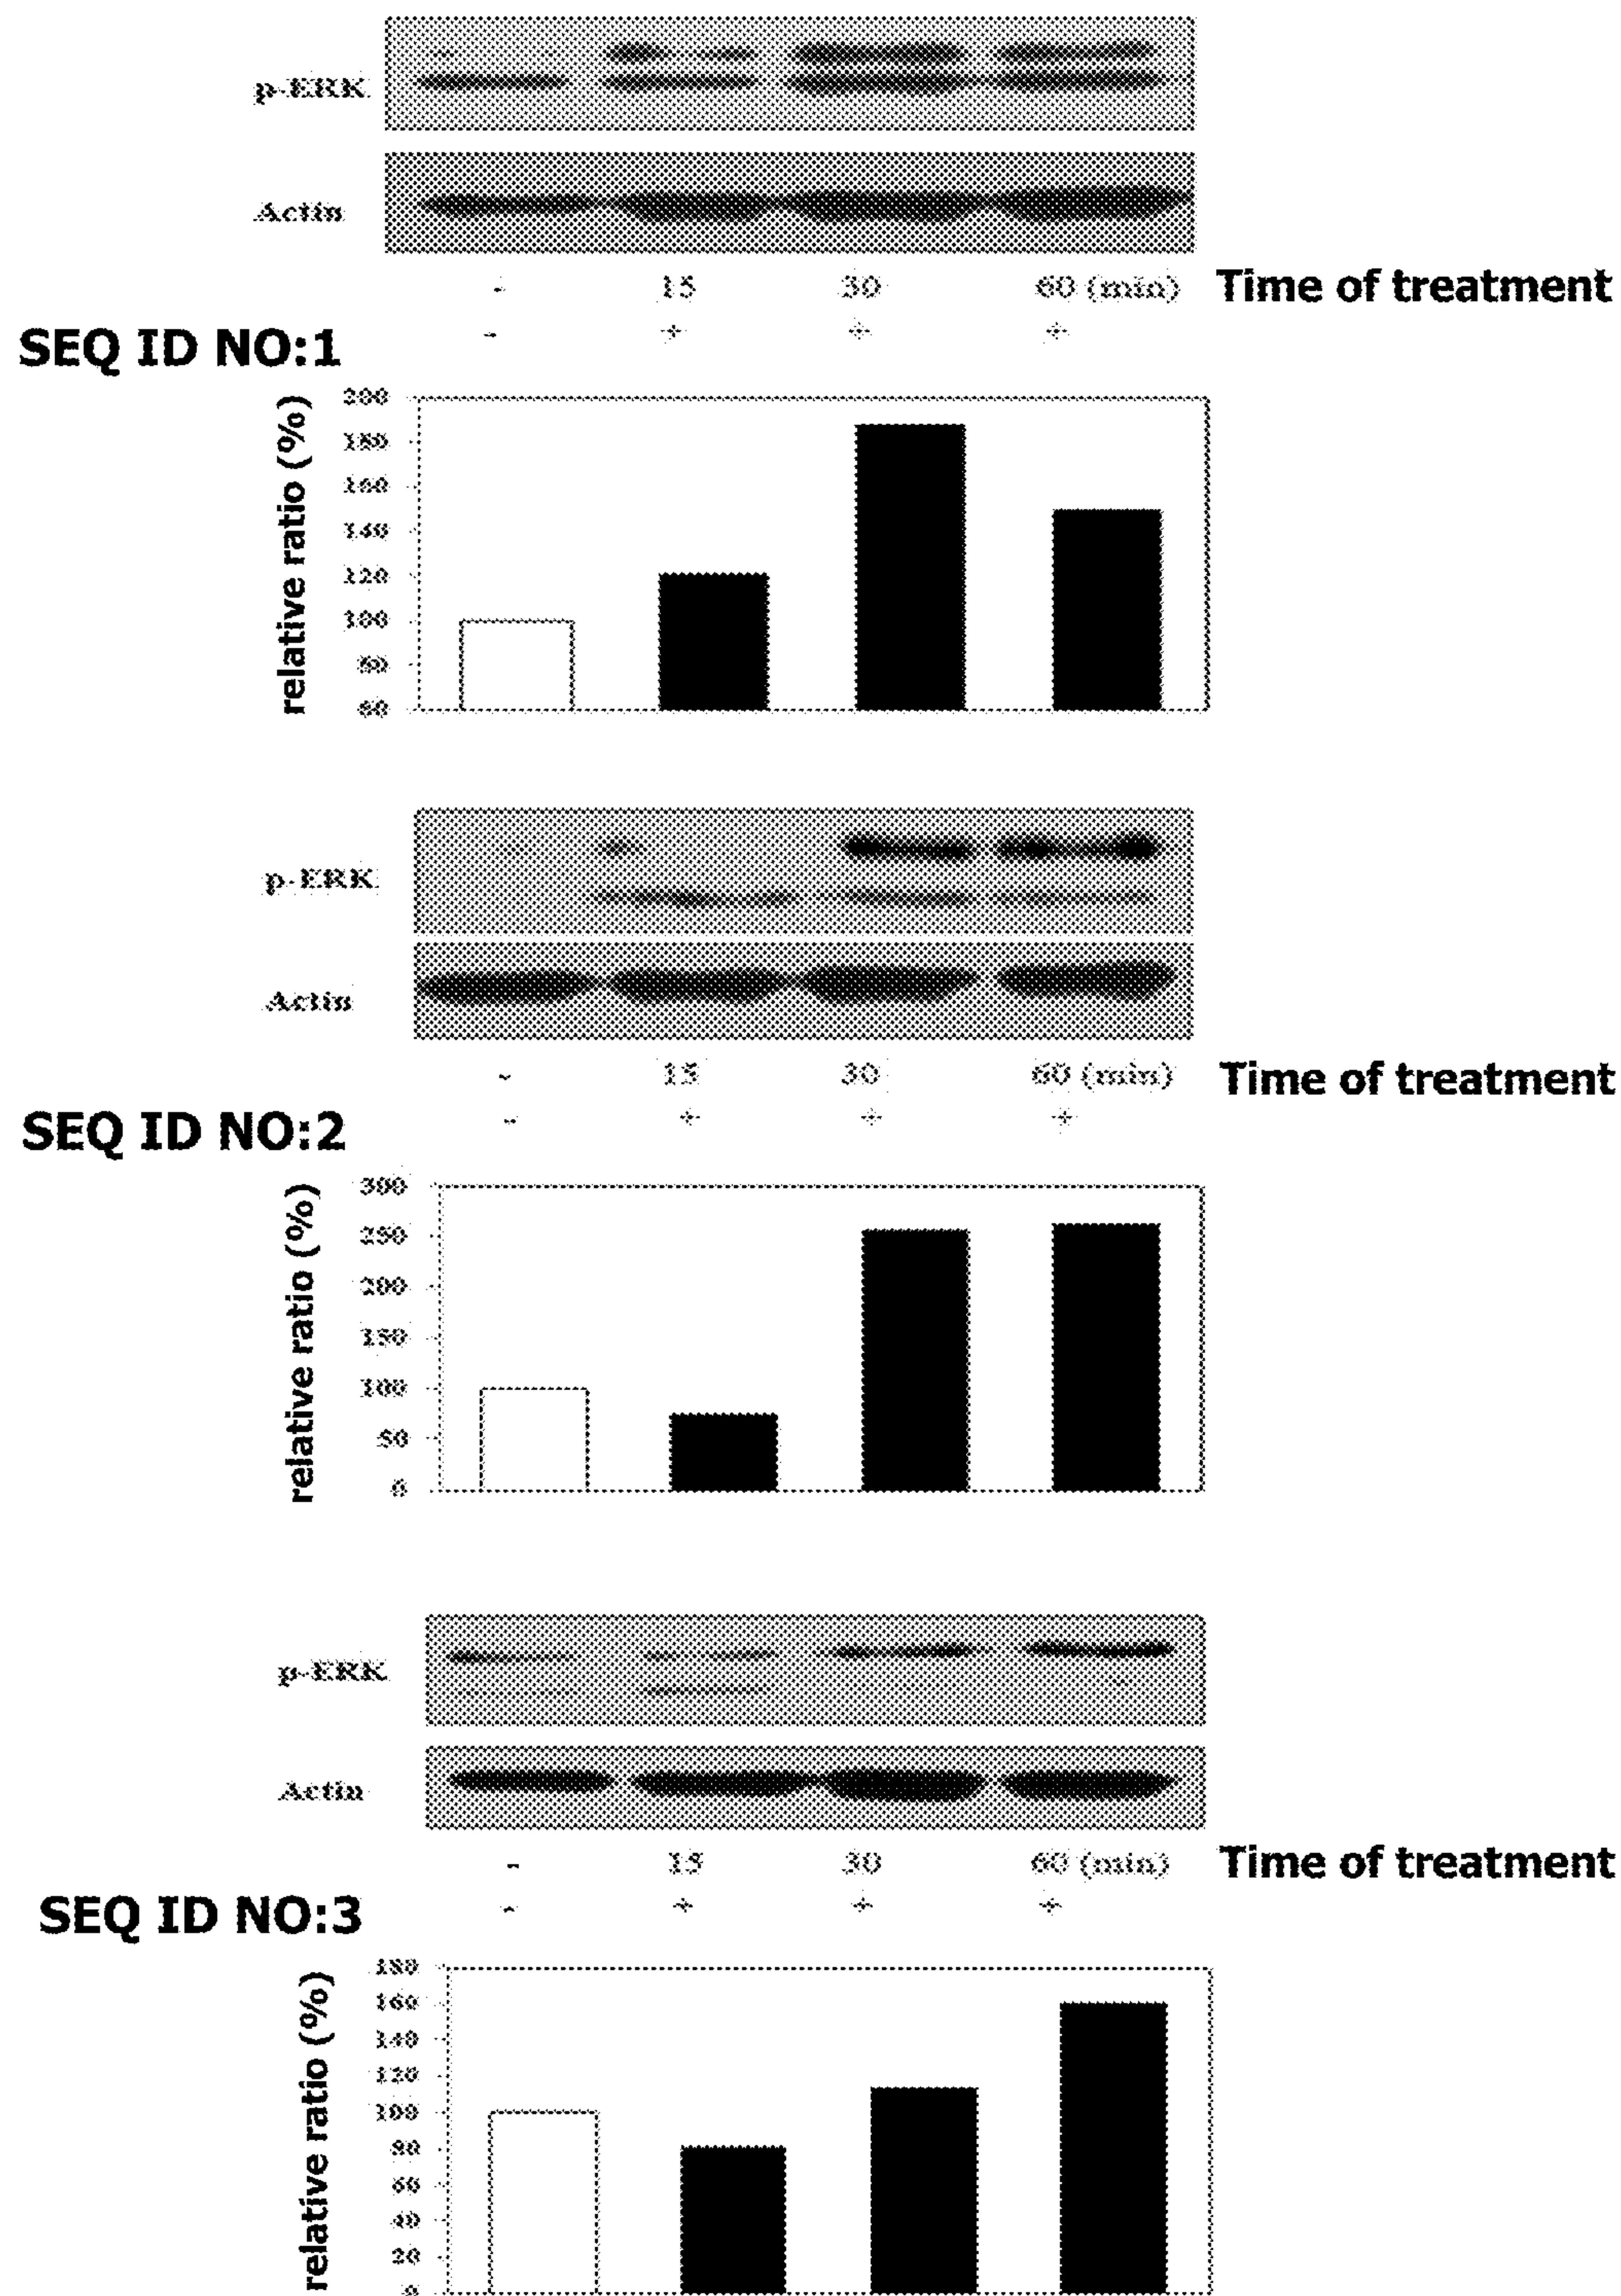 p-ERK
Actin
- 15 30 60 (min) Time of treatment
- + + +
SEQ ID NO:1
relative ratio (%)
200
180
160
140
120
100
80
60
p-ERK
Actin
- 15 30 60 (min) Time of treatment
- + + +
SEQ ID NO:2
relative ratio (%)
300
250
200
150
100
50
0
p-ERK
Actin
- 15 30 60 (min) Time of treatment
- + + +
SEQ ID NO:3
relative ratio (%)
180
160
140
120
100
80
60
40
20
0